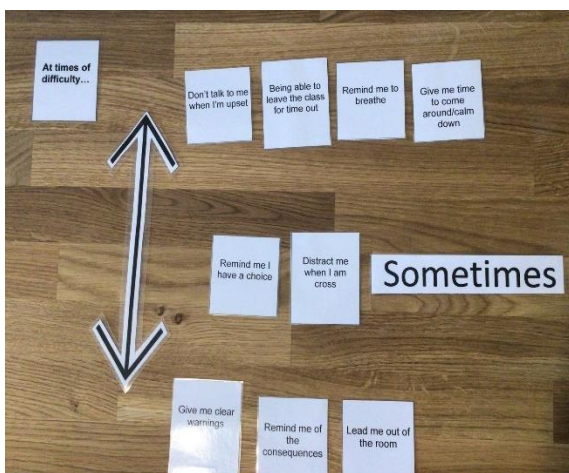 At times of
difficulty...
Don't talk to me
when I'm upset
Being able to
leave the class
for time out
Remind me to
breathe
Give me time
to come
around/calm
down
Remind me I
have a choice
Distract me
when I am
cross
Sometimes
Give me clear
warnings
Remind me of
the
consequences
Lead me out of
the room